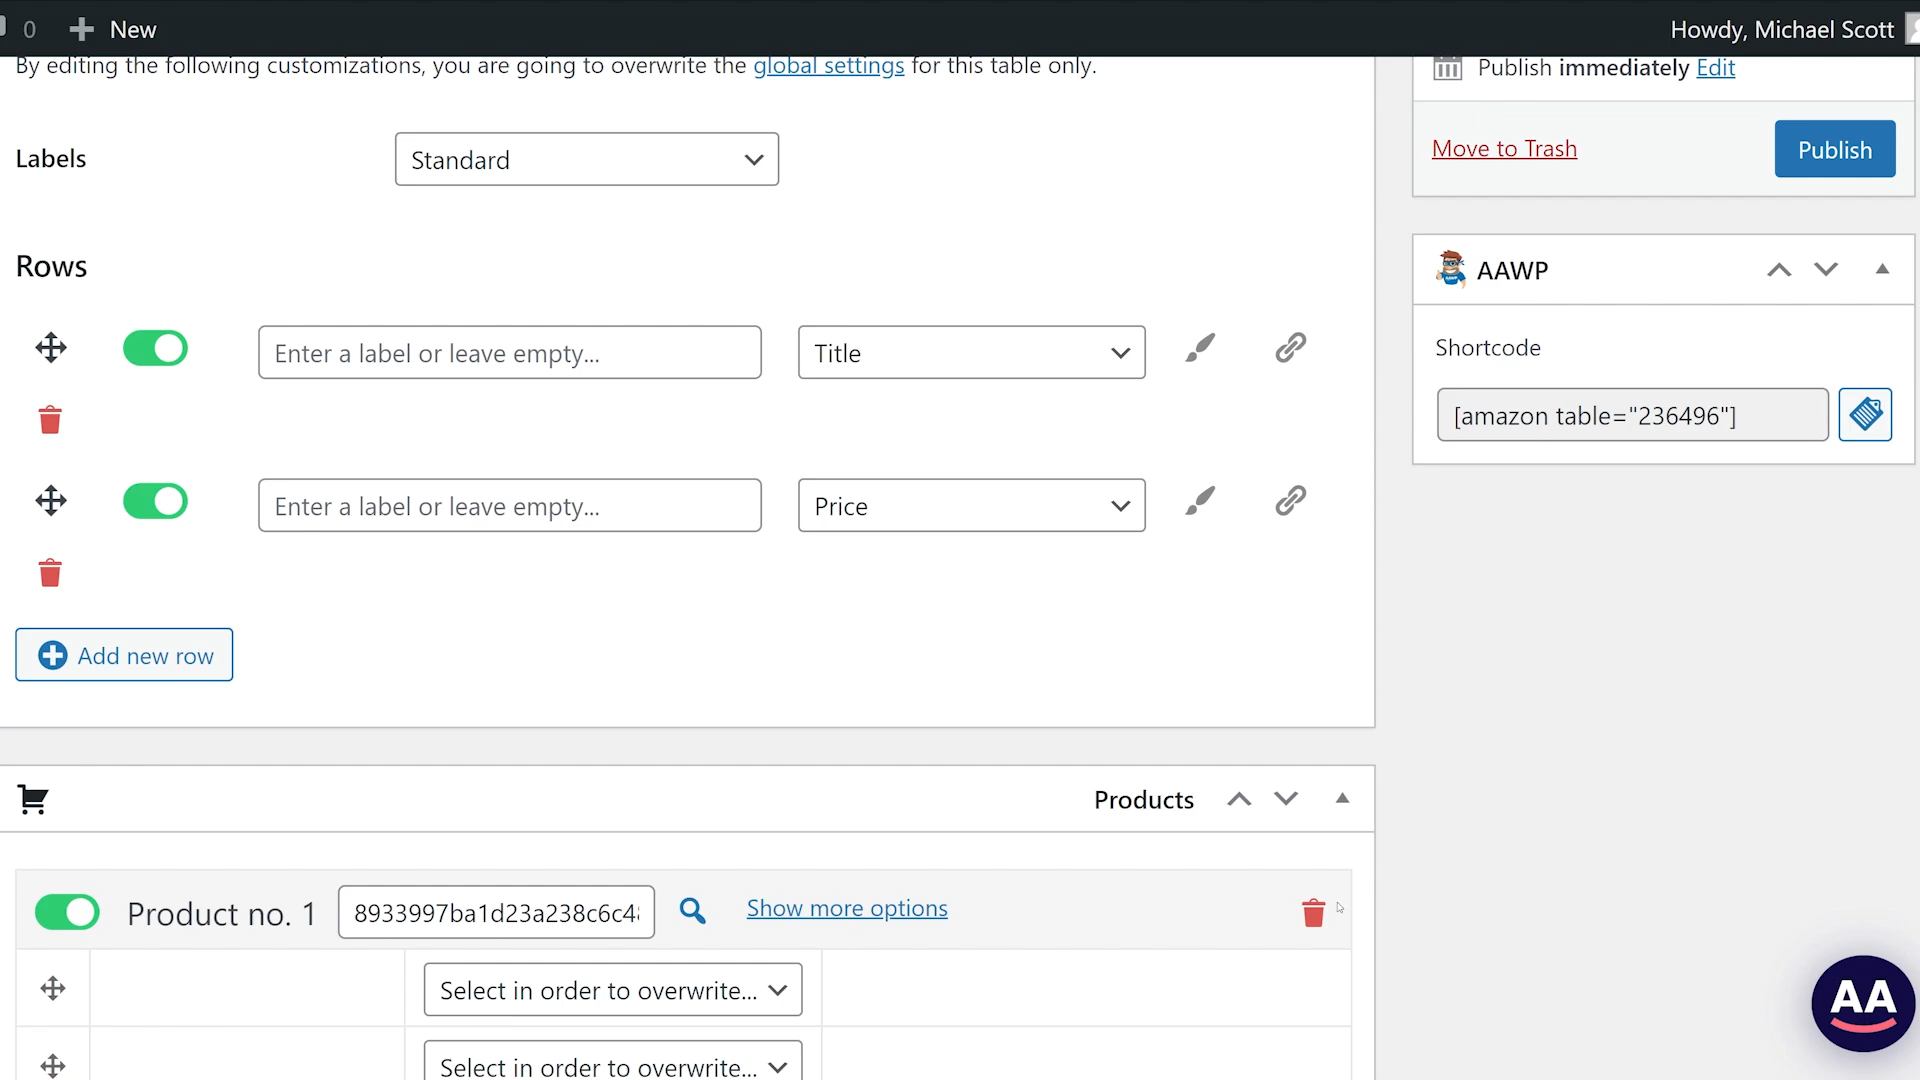 0 New Howdy, Michael Scott
By editing the following customizations, you are going to overwrite the global settings for this table only.
Publish immediately Edit
Labels Standard
Move to Trash Publish
Rows
AAWP
Enter a label or leave empty... Title
Shortcode
[amazon table="236496"]
Enter a label or leave empty... Price
Add new row
Products
Product no. 1 8933997ba1d23a238c6c4 Show more options
Select in order to overwrite...
Select in order to overwrite...
AA